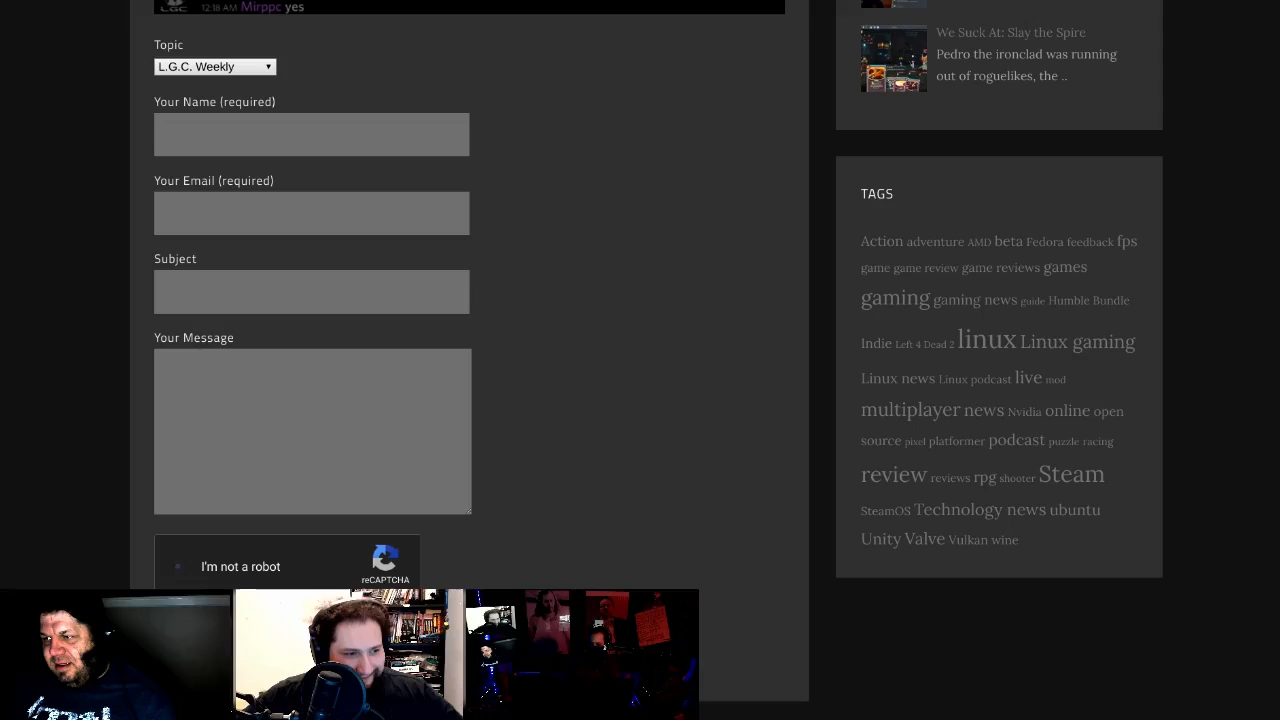 LGC 12:18 AM Mirppc yes
Topic
L.G.C. Weekly
Your Name (required)
Your Email (required)
Subject
Your Message
I'm not a robot
reCAPTCHA
We Suck At: Slay the Spire
Pedro the ironclad was running
out of roguelikes, the ..
TAGS
Action adventure AMD beta Fedora feedback fps
game game review game reviews games
gaming gaming news guide Humble Bundle
Indie Left 4 Dead 2 linux Linux gaming
Linux news Linux podcast live mod
multiplayer news Nvidia online open
source pixel platformer podcast puzzle racing
review reviews rpg shooter Steam
SteamOS Technology news ubuntu
Unity Valve Vulkan wine